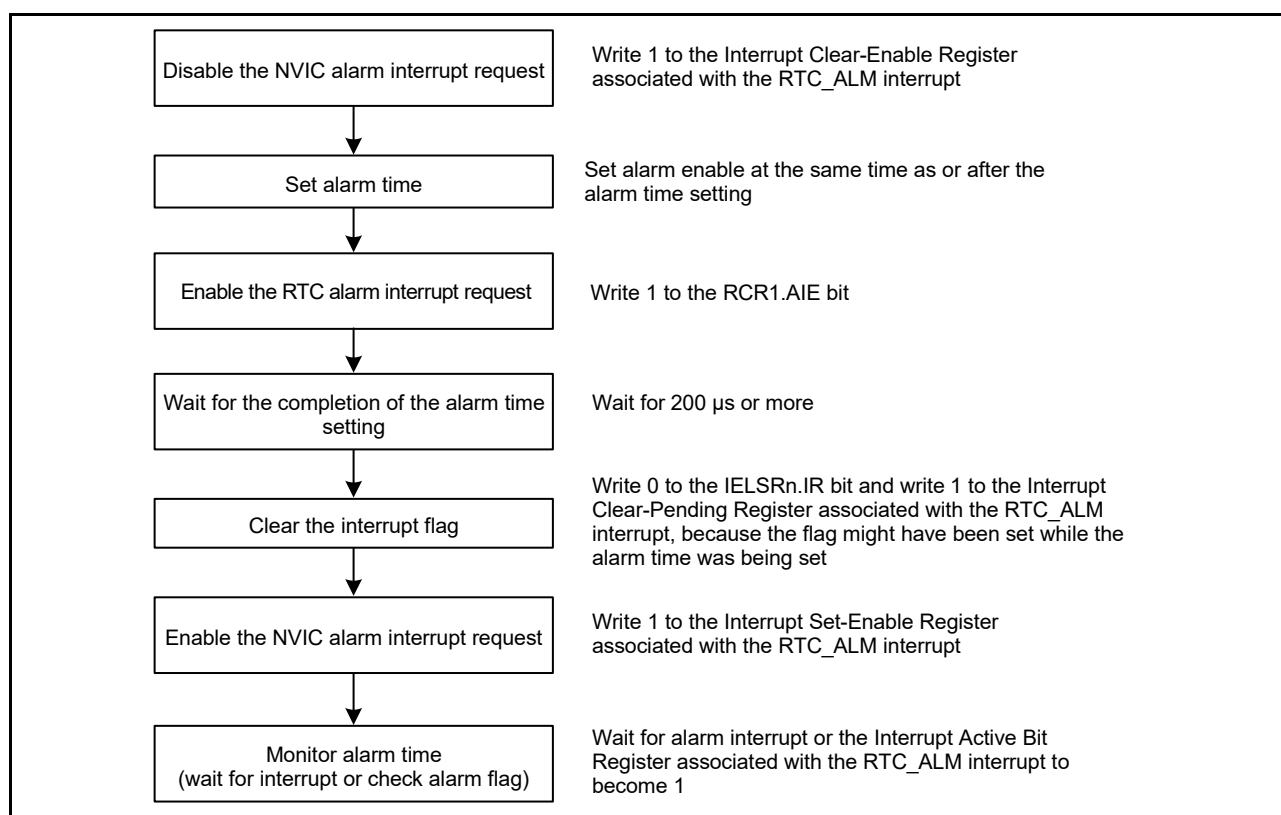 Disable the NVIC alarm interrupt request
Write 1 to the Interrupt Clear-Enable Register
associated with the RTC_ALM interrupt
Set alarm time
Set alarm enable at the same time as or after the
alarm time setting
Enable the RTC alarm interrupt request
Write 1 to the RCR1.AIE bit
Wait for the completion of the alarm time
setting
Wait for 200 µs or more
Clear the interrupt flag
Write 0 to the IELSRn.IR bit and write 1 to the Interrupt
Clear-Pending Register associated with the RTC_ALM
interrupt, because the flag might have been set while the
alarm time was being set
Enable the NVIC alarm interrupt request
Write 1 to the Interrupt Set-Enable Register
associated with the RTC_ALM interrupt
Monitor alarm time
(wait for interrupt or check alarm flag)
Wait for alarm interrupt or the Interrupt Active Bit
Register associated with the RTC_ALM interrupt to
become 1